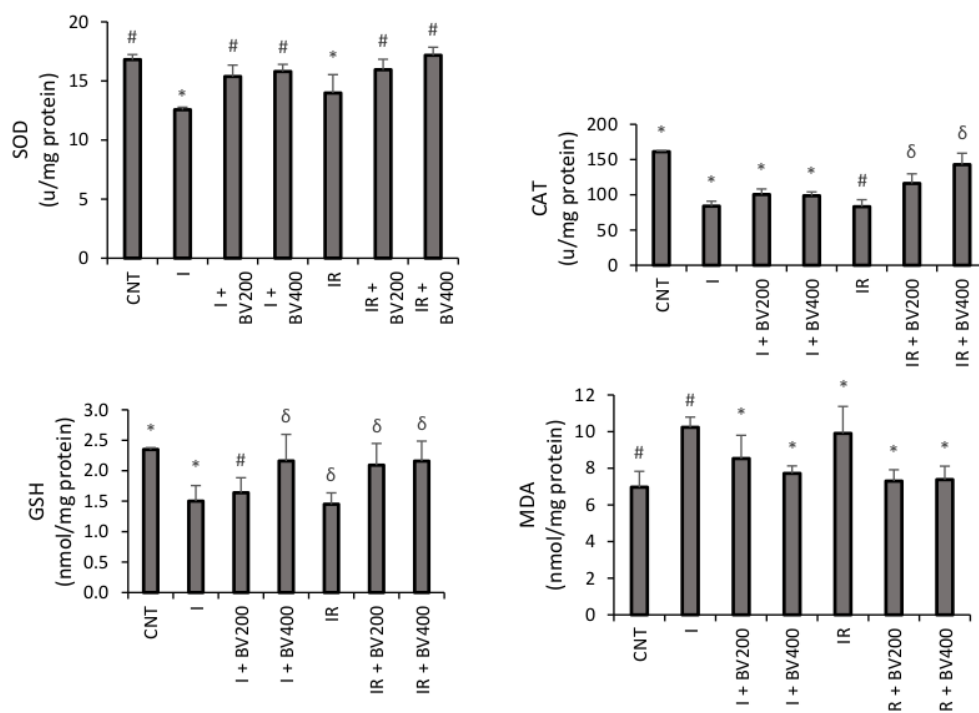 SOD
(u/mg protein)
20
15
10
5
0
# * # # * # #
CNT
I
I +
BV200
I +
BV400
IR
IR +
BV200
IR +
BV400
CAT
(u/mg protein)
200
150
100
50
0
* * * * # δ δ
CNT
I
I + BV200
I + BV400
IR
IR + BV200
IR + BV400
GSH
(nmol/mg protein)
3.0
2.5
2.0
1.5
1.0
0.5
0.0
* * # δ δ δ δ
CNT
I
I + BV200
I + BV400
IR
IR + BV200
IR + BV400
MDA
(nmol/mg protein)
12
10
8
6
4
2
0
# # * * * * *
CNT
I
I + BV200
I + BV400
IR
R + BV200
R + BV400